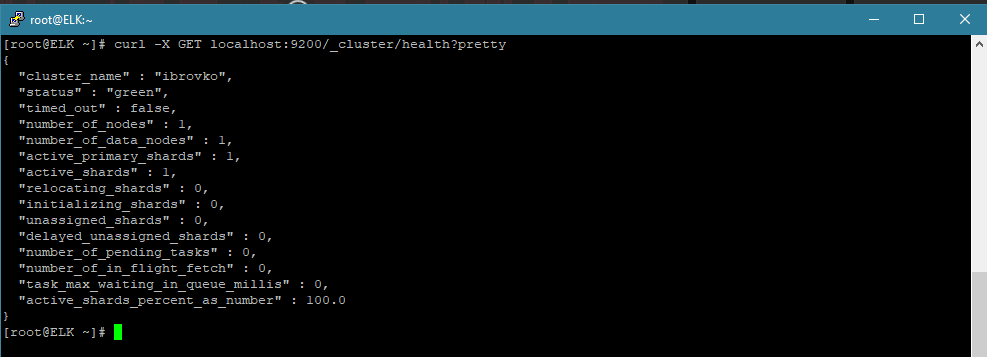 root@ELK:~
[root@ELK ~]# curl -X GET localhost:9200/_cluster/health?pretty
{
  "cluster_name" : "ibrovko",
  "status" : "green",
  "timed_out" : false,
  "number_of_nodes" : 1,
  "number_of_data_nodes" : 1,
  "active_primary_shards" : 1,
  "active_shards" : 1,
  "relocating_shards" : 0,
  "initializing_shards" : 0,
  "unassigned_shards" : 0,
  "delayed_unassigned_shards" : 0,
  "number_of_pending_tasks" : 0,
  "number_of_in_flight_fetch" : 0,
  "task_max_waiting_in_queue_millis" : 0,
  "active_shards_percent_as_number" : 100.0
}
[root@ELK ~]#